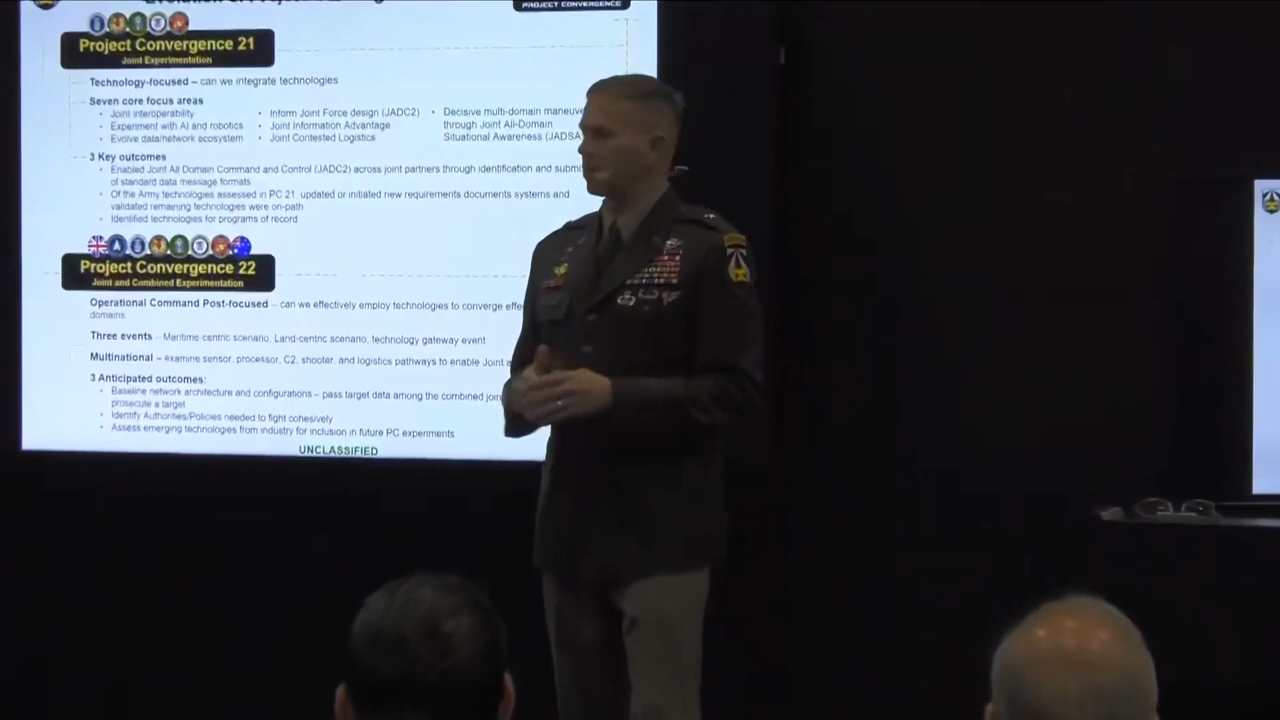 PROJECT CONVERGENCE
Project Convergence 21
Joint Experimentation
Technology-focused – can we integrate technologies
Seven core focus areas
• Joint interoperability
• Experiment with AI and robotics
• Evolve data/network ecosystem
• Inform Joint Force design (JADC2)
• Joint Information Advantage
• Joint Contested Logistics
• Decisive multi-domain maneuve
through Joint All-Domain
Situational Awareness (JADSA
3 Key outcomes
• Enabled Joint All Domain Command and Control (JADC2) across joint partners through identification and submi
of standard data message formats
• Of the Army technologies assessed in PC 21, updated or initiated new requirements documents systems and
validated remaining technologies were on-path
• Identified technologies for programs of record
Project Convergence 22
Joint and Combined Experimentation
Operational Command Post-focused – can we effectively employ technologies to converge effe
domains
Three events – Maritime-centric scenario, Land-centric scenario, technology gateway event
Multinational – examine sensor, processor, C2, shooter, and logistics pathways to enable Joint a
3 Anticipated outcomes:
• Baseline network architecture and configurations – pass target data among the combined join
prosecute a target
• Identify Authorities/Policies needed to fight cohesively
• Assess emerging technologies from industry for inclusion in future PC experiments
UNCLASSIFIED